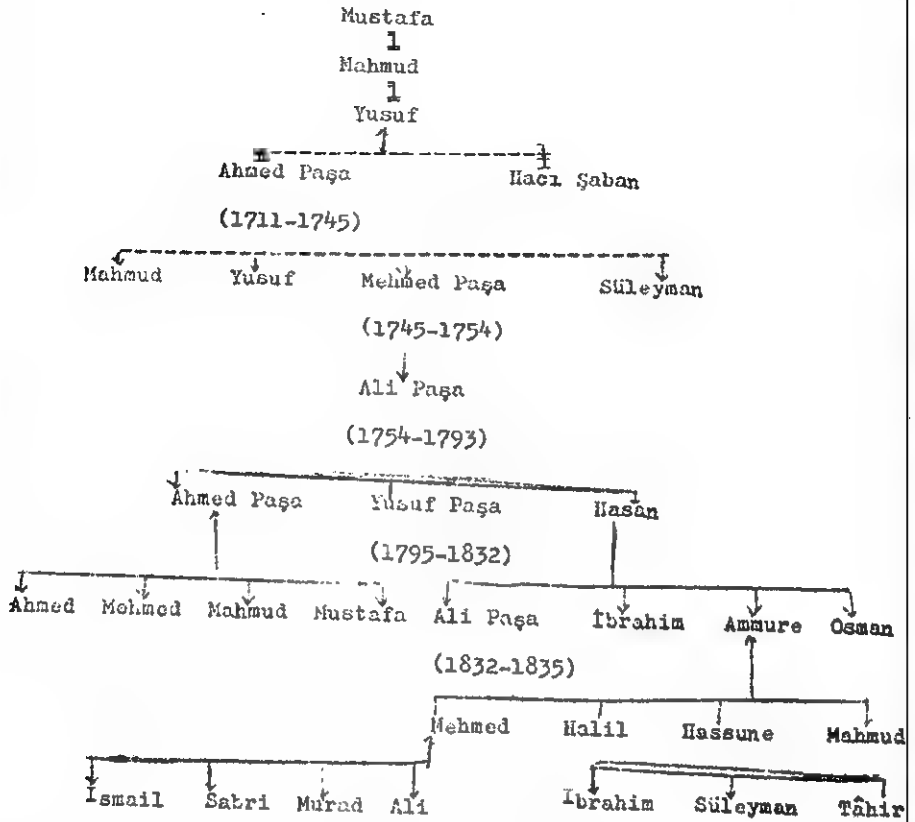 Mustafa
Mahmud
Yusuf
Ahmed Paşa Hacı Şaban
(1711-1745)
Mahmud Yusuf Mehmed Paşa Süleyman
(1745-1754)
Ali Paşa
(1754-1793)
Ahmed Paşa Yusuf Paşa Hasan
(1795-1832)
Ahmed Mehmed Mahmud Mustafa Ali Paşa İbrahim Ammure Osman
(1832-1835)
Mehmed Halil Hassune Mahmud
İsmail Sabri Murad Ali İbrahim Süleyman Tâhir